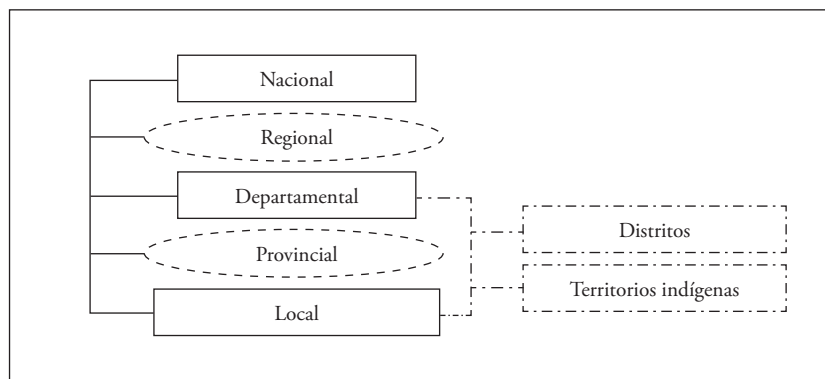 Nacional
Regional
Departamental
Provincial
Local
Distritos
Territorios indígenas